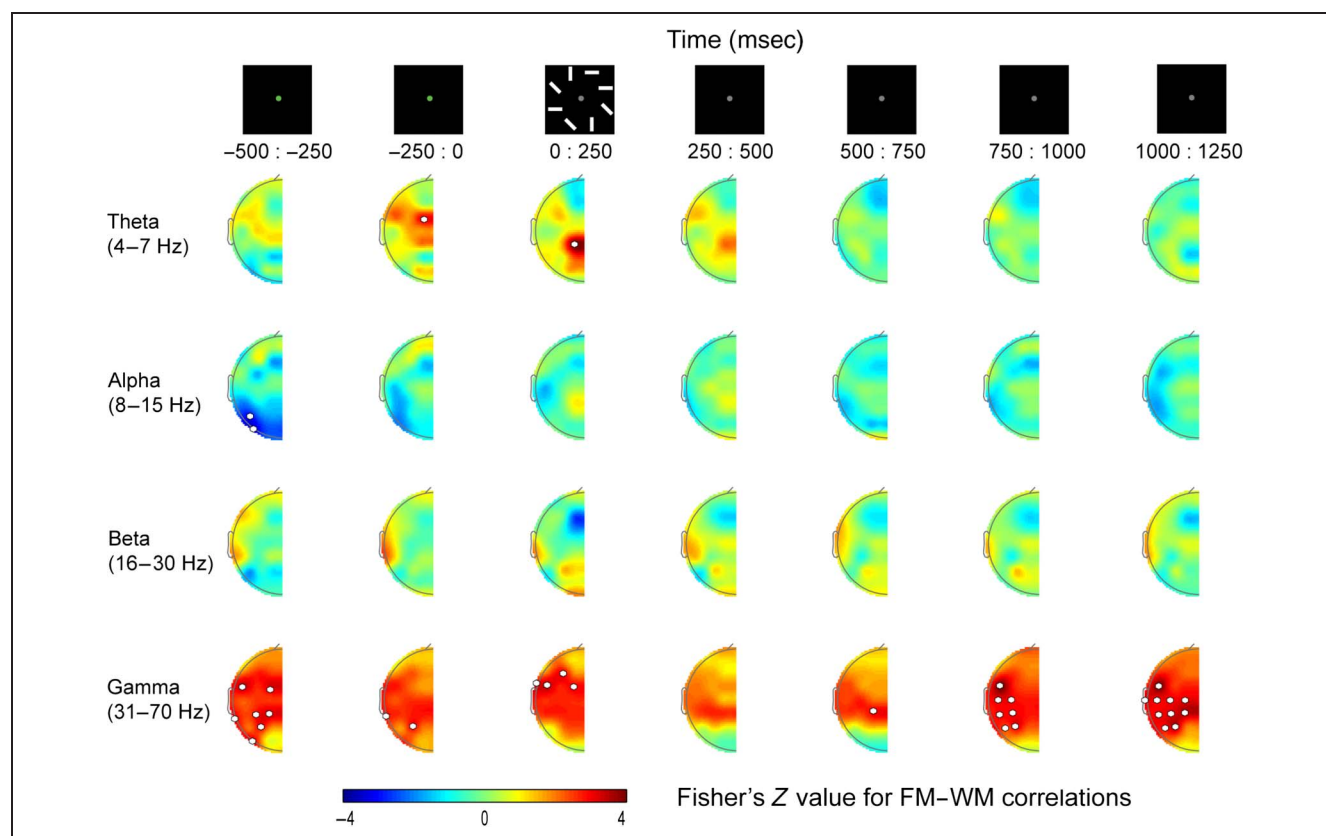 Time (msec)
–500 : –250
–250 : 0
0 : 250
250 : 500
500 : 750
750 : 1000
1000 : 1250
Theta
(4–7 Hz)
Alpha
(8–15 Hz)
Beta
(16–30 Hz)
Gamma
(31–70 Hz)
–4
0
4
Fisher's Z value for FM–WM correlations